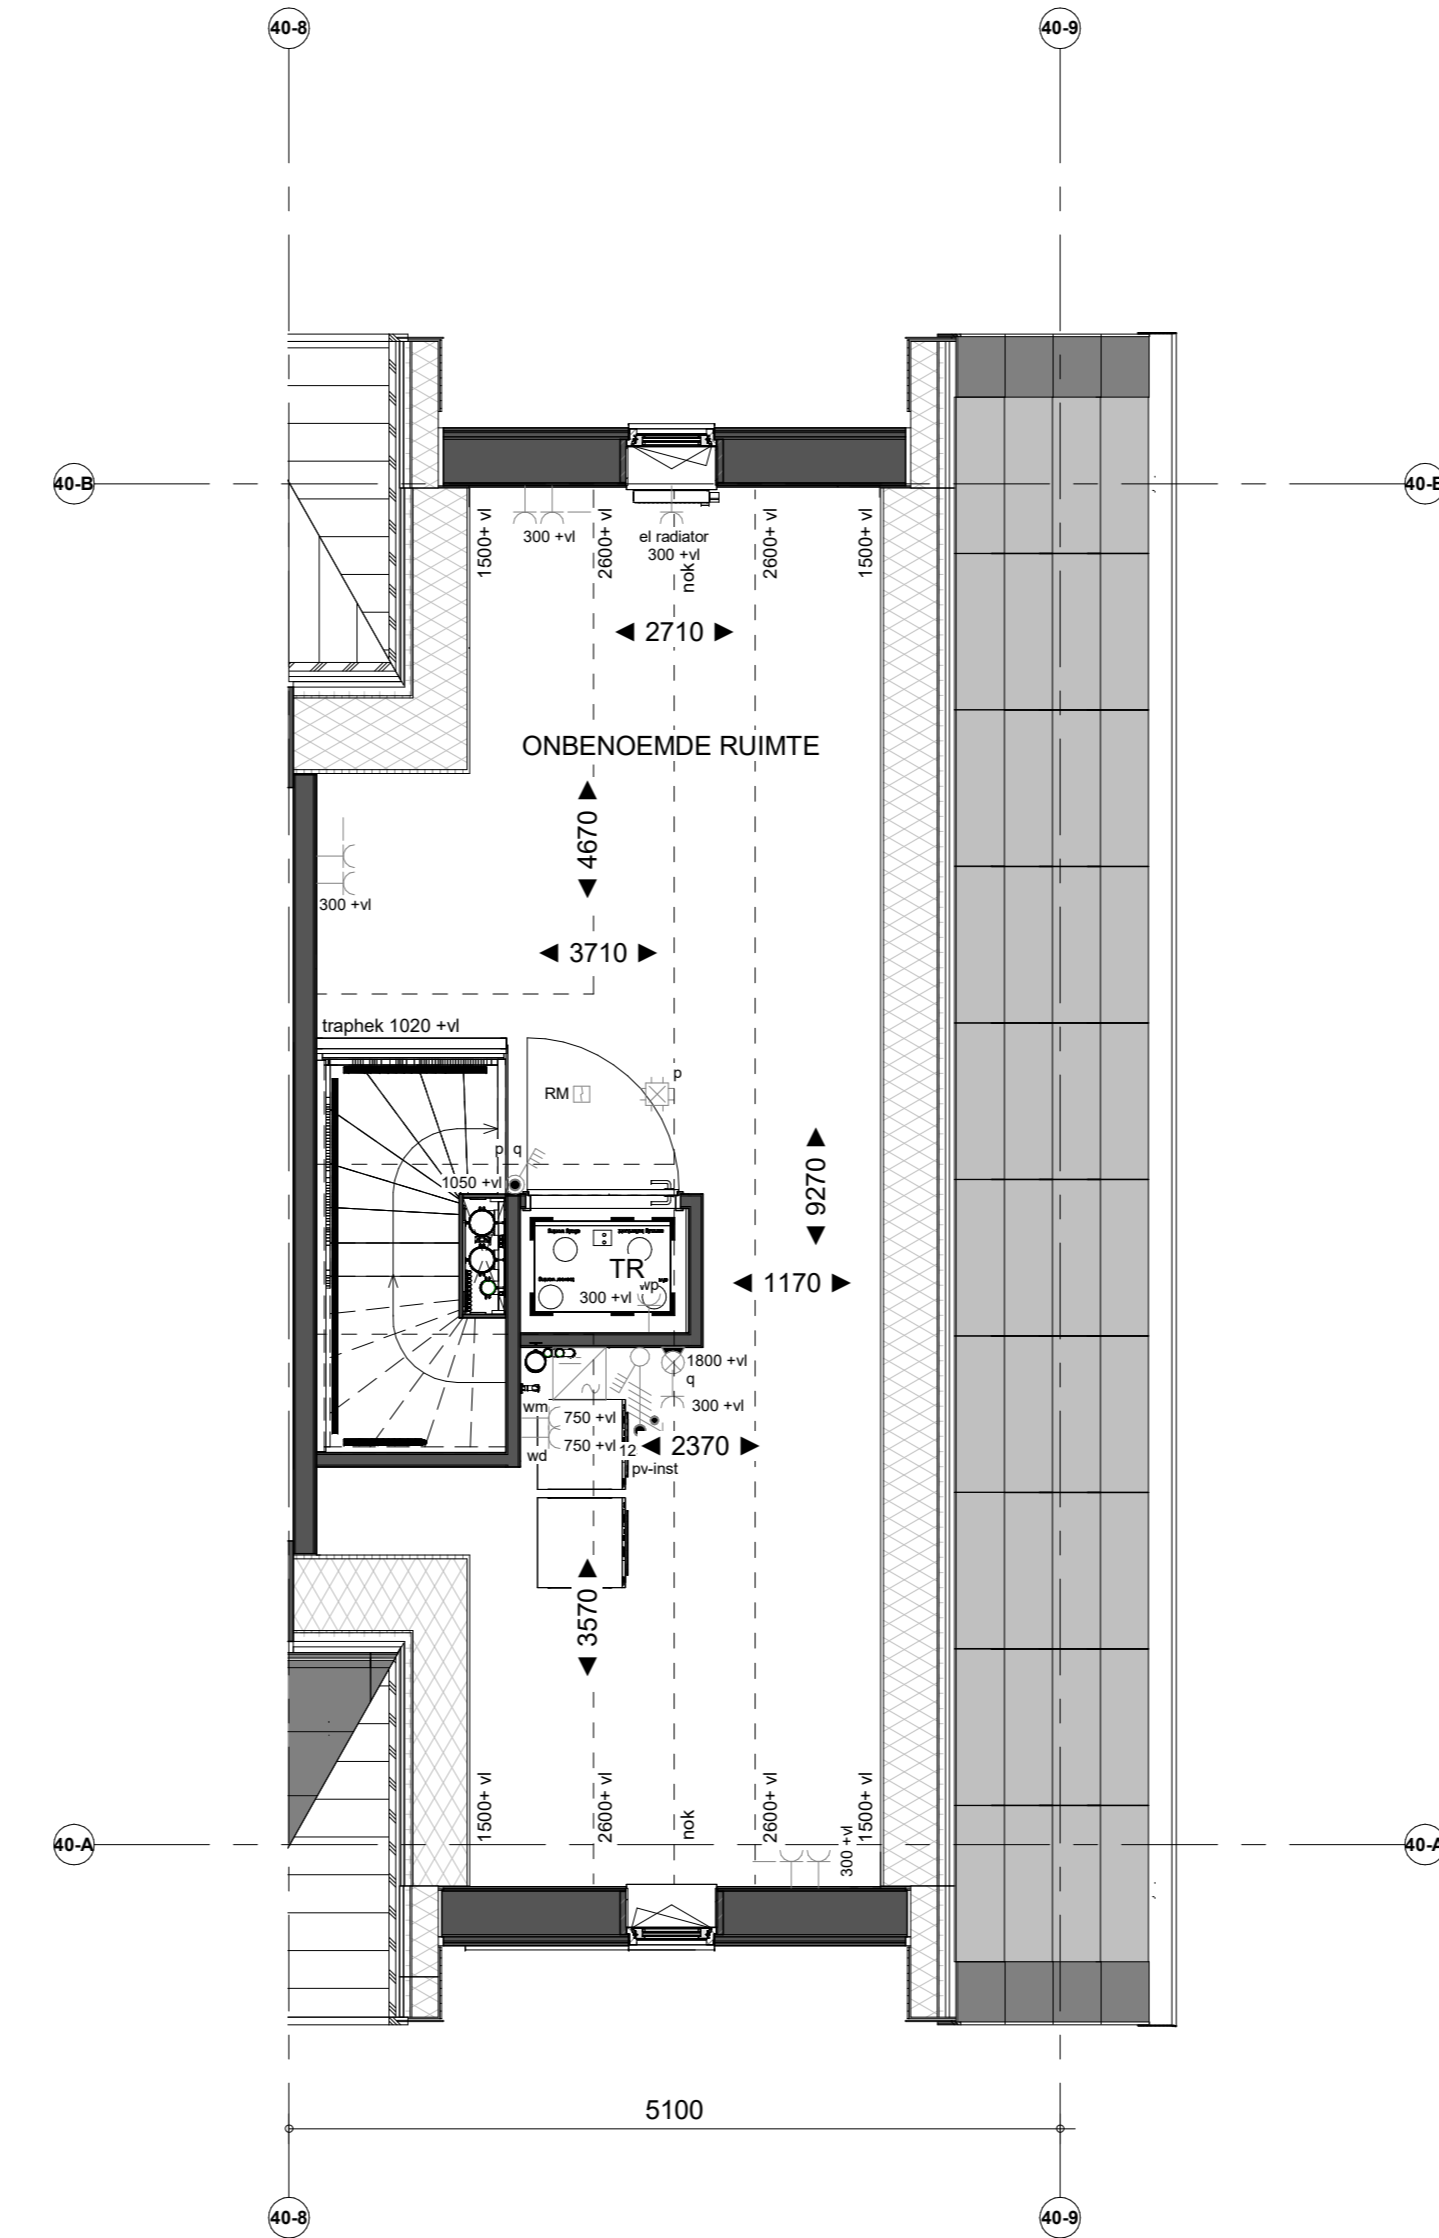 40-8
40-9
40-B
40-B
1500+ vl
300 +vl
2600+ vl
el radiator
300 +vl
nok
2600+ vl
1500+ vl
2710
ONBENOEMDE RUIMTE
4670
300 +vl
3710
traphek 1020 +vl
RM
p
p q
1050 +vl
9270
TR
wp
300 +vl
1170
1800 +vl
q
300 +vl
wm
750 +vl
750 +vl
12
2370
wd
pv-inst
3570
1500+ vl
2600+ vl
nok
2600+ vl
300 +vl
1500+ vl
40-A
40-A
5100
40-8
40-9